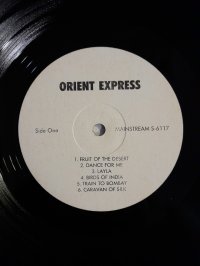 ORIENT EXPRESS
Side One
MAINSTREAM S-6117
1. FRUIT OF THE DESERT
2. DANCE FOR ME
3. LAYLA
4. BIRDS OF INDIA
5. TRAIN TO BOMBAY
6. CARAVAN OF SILK